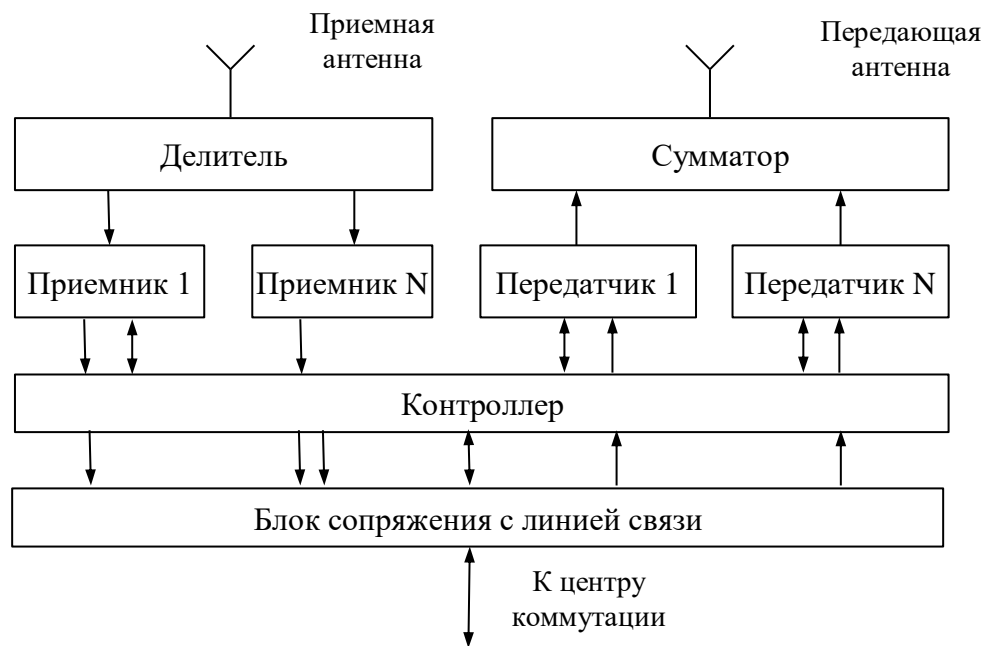 Приемная
антенна
Передающая
антенна
Делитель
Сумматор
Приемник 1
Приемник N
Передатчик 1
Передатчик N
Контроллер
Блок сопряжения с линией связи
К центру
коммутации